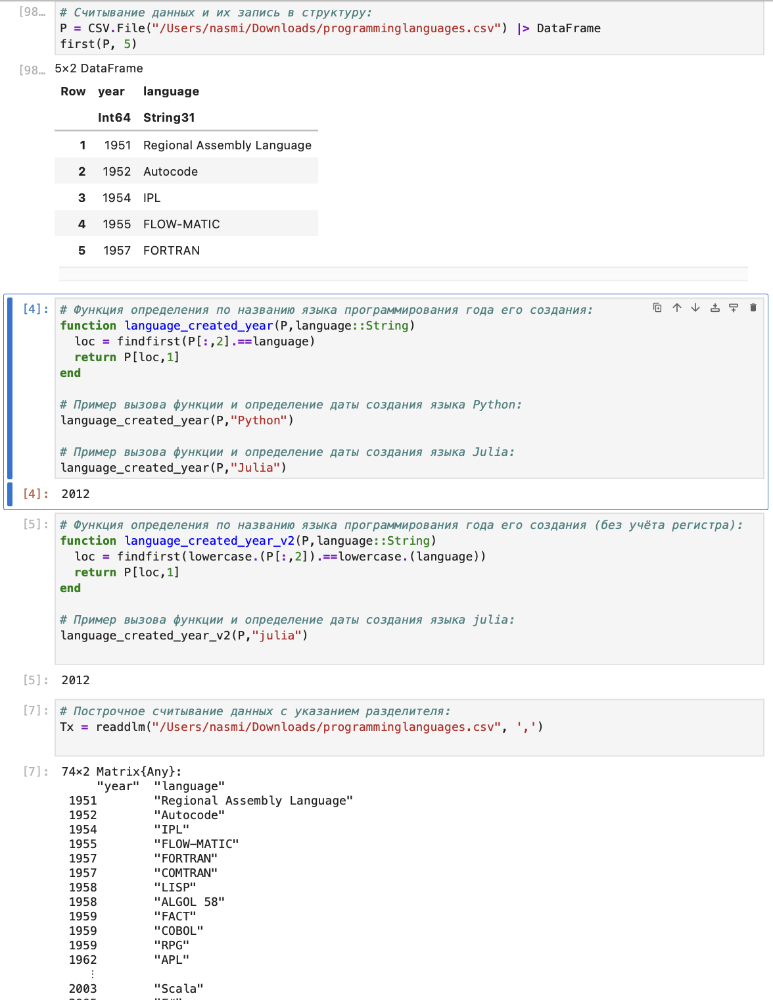 [98…
# Считывание данных и их запись в структуру:
P = CSV.File("/Users/nasmi/Downloads/programminglanguages.csv") |> DataFrame
first(P, 5)
[98…
5×2 DataFrame
Row year language
Int64 String31
1 1951 Regional Assembly Language
2 1952 Autocode
3 1954 IPL
4 1955 FLOW-MATIC
5 1957 FORTRAN
[4]:
# Функция определения по названию языка программирования года его создания:
function language_created_year(P,language::String)
  loc = findfirst(P[:,2].==language)
  return P[loc,1]
end
# Пример вызова функции и определение даты создания языка Python:
language_created_year(P,"Python")
# Пример вызова функции и определение даты создания языка Julia:
language_created_year(P,"Julia")
[4]: 2012
[5]:
# Функция определения по названию языка программирования года его создания (без учёта регистра):
function language_created_year_v2(P,language::String)
  loc = findfirst(lowercase.(P[:,2]).==lowercase.(language))
  return P[loc,1]
end
# Пример вызова функции и определение даты создания языка julia:
language_created_year_v2(P,"julia")
[5]: 2012
[7]:
# Построчное считывание данных с указанием разделителя:
Tx = readdlm("/Users/nasmi/Downloads/programminglanguages.csv", ',')
[7]: 74×2 Matrix{Any}:
"year" "language"
1951 "Regional Assembly Language"
1952 "Autocode"
1954 "IPL"
1955 "FLOW-MATIC"
1957 "FORTRAN"
1957 "COMTRAN"
1958 "LISP"
1958 "ALGOL 58"
1959 "FACT"
1959 "COBOL"
1959 "RPG"
1962 "APL"
⋮
2003 "Scala"